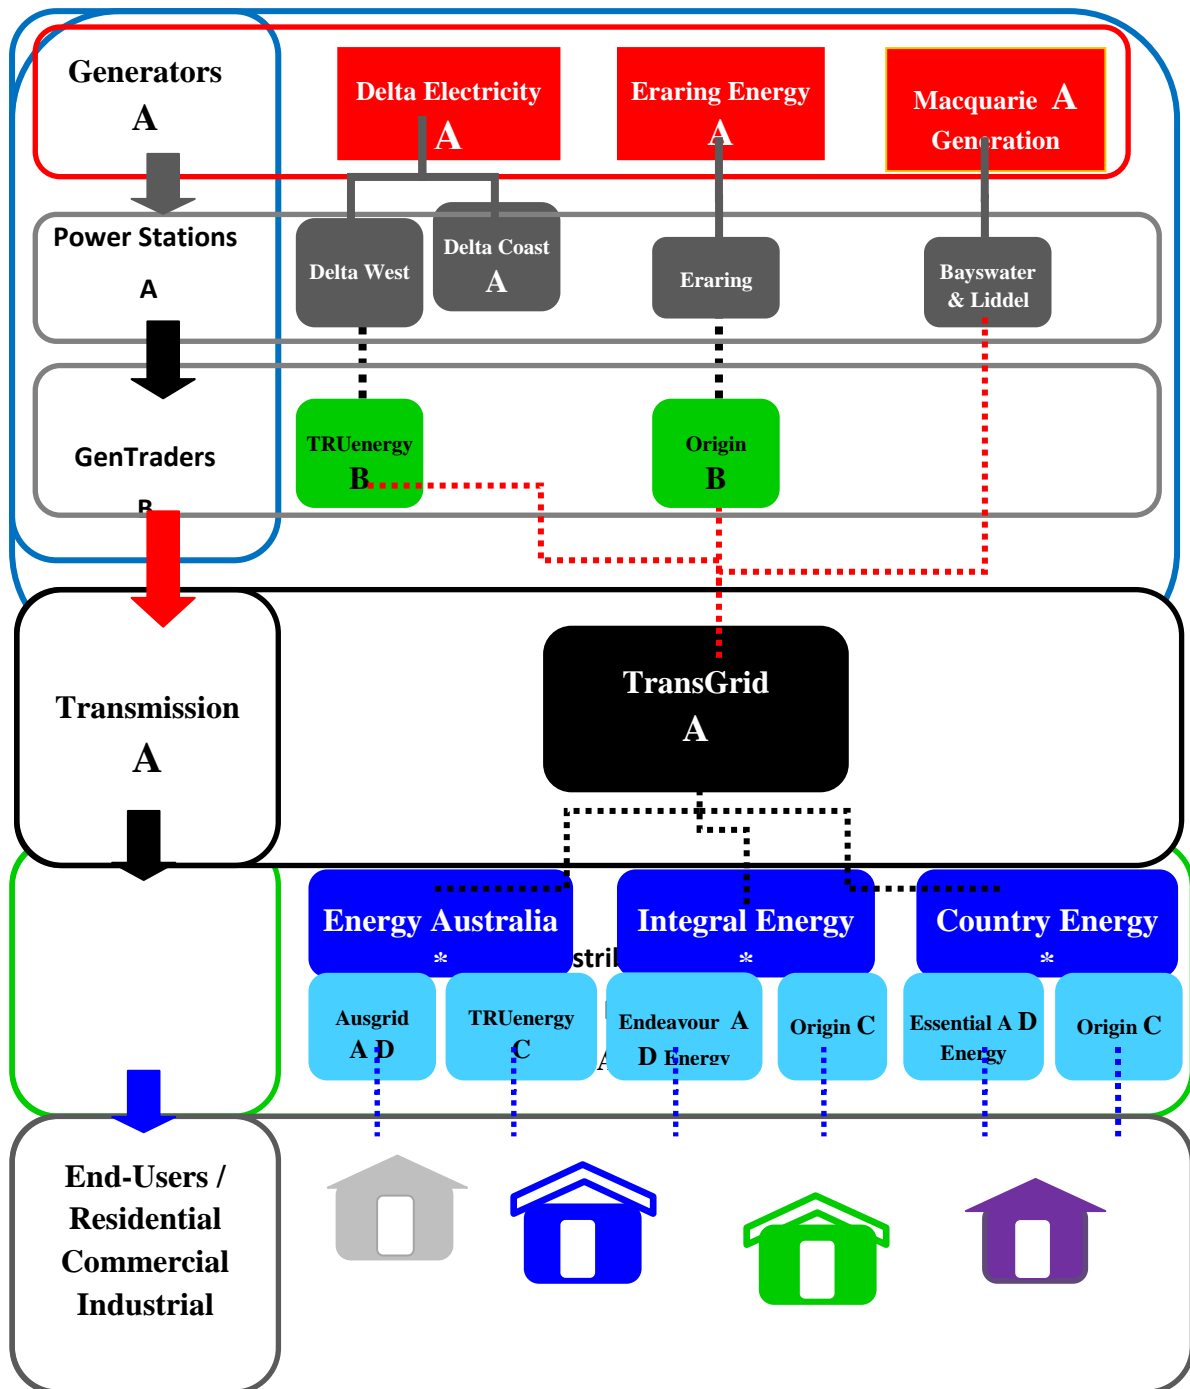 Generators
A
Delta Electricity
A
Eraring Energy
A
Macquarie A
Generation
Power Stations
A
Delta West
Delta Coast
A
Eraring
Bayswater
& Liddel
GenTraders
B
TRUenergy
B
Origin
B
Transmission
A
TransGrid
A
Energy Australia
*
Integral Energy
*
Country Energy
*
Ausgrid
A D
TRUenergy
C
Endeavour A
D Energy
Origin C
Essential A D
Energy
Origin C
End-Users /
Residential
Commercial
Industrial